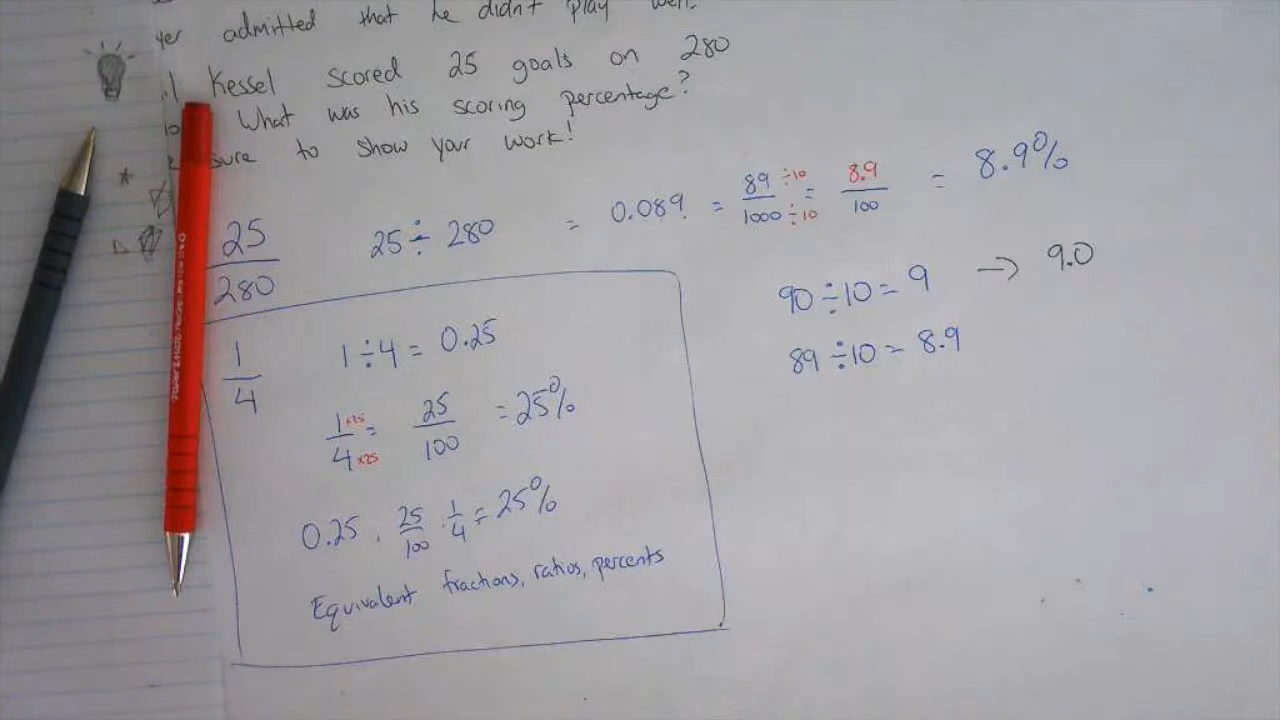 admitted that he didn't play well.
Kessel scored 25 goals on 280
What was his scoring percentage?
sure to show your work!
25/280 25 ÷ 280 = 0.089 = 89÷10/1000÷10 = 8.9/100 = 8.9%
90 ÷ 10 = 9 → 9.0
89 ÷ 10 = 8.9
1/4 1 ÷ 4 = 0.25
1×25/4×25 = 25/100 = 25%
0.25 , 25/100 , 1/4 = 25%
Equivalent fractions, ratios, percents